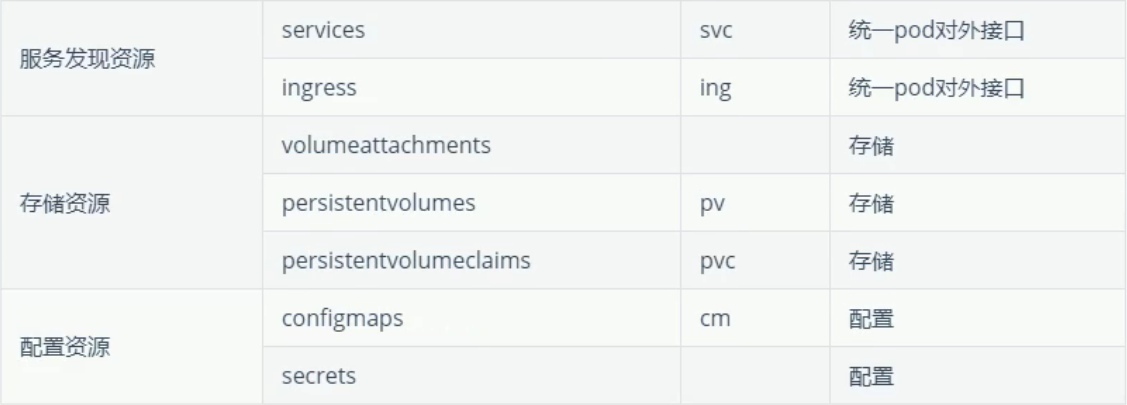 服务发现资源
services svc 统一pod对外接口
ingress ing 统一pod对外接口
存储资源
volumeattachments 存储
persistentvolumes pv 存储
persistentvolumeclaims pvc 存储
配置资源
configmaps cm 配置
secrets 配置